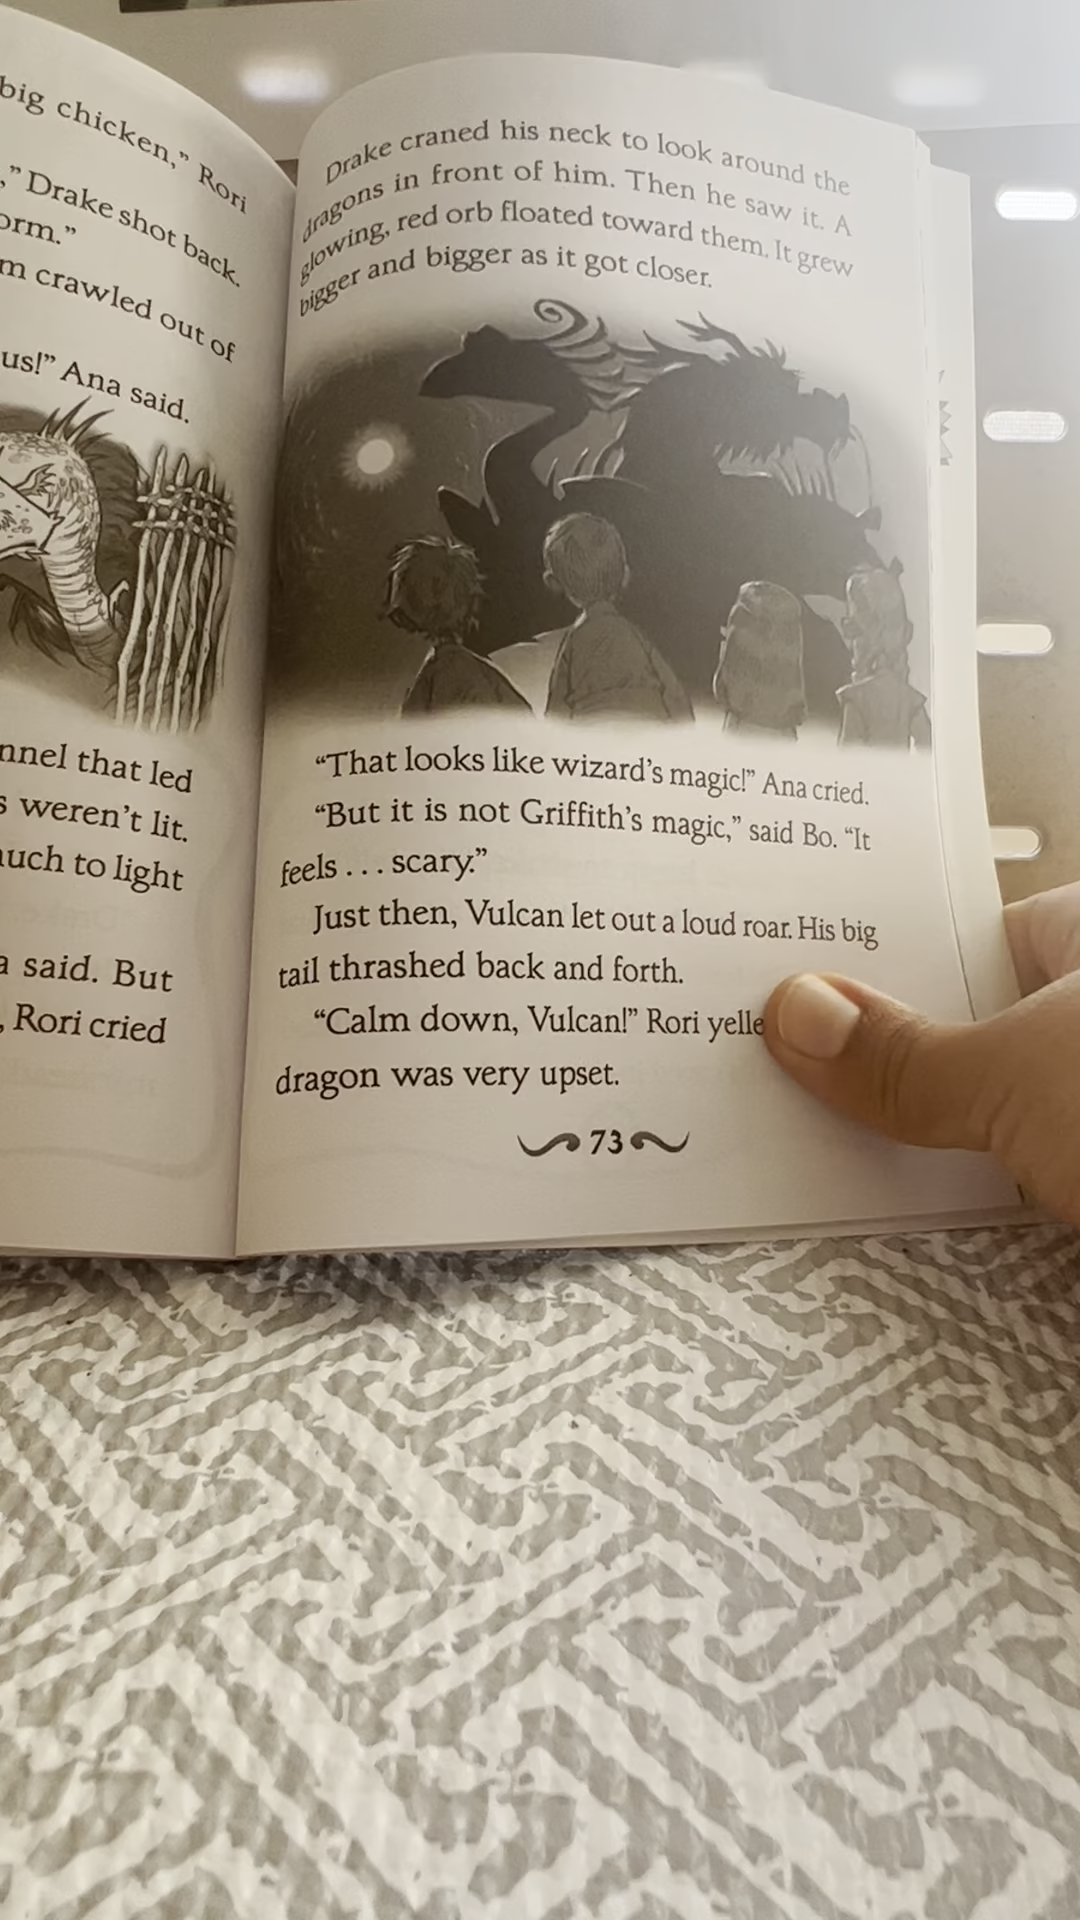 big chicken,” Rori
,” Drake shot back.
orm.”
m crawled out of
us!” Ana said.
nnel that led
s weren’t lit.
uch to light
a said. But
, Rori cried
Drake craned his neck to look around the
dragons in front of him. Then he saw it. A
glowing, red orb floated toward them. It grew
bigger and bigger as it got closer.
“That looks like wizard’s magic!” Ana cried.
“But it is not Griffith’s magic,” said Bo. “It
feels . . . scary.”
Just then, Vulcan let out a loud roar. His big
tail thrashed back and forth.
“Calm down, Vulcan!” Rori yelle
dragon was very upset.
73